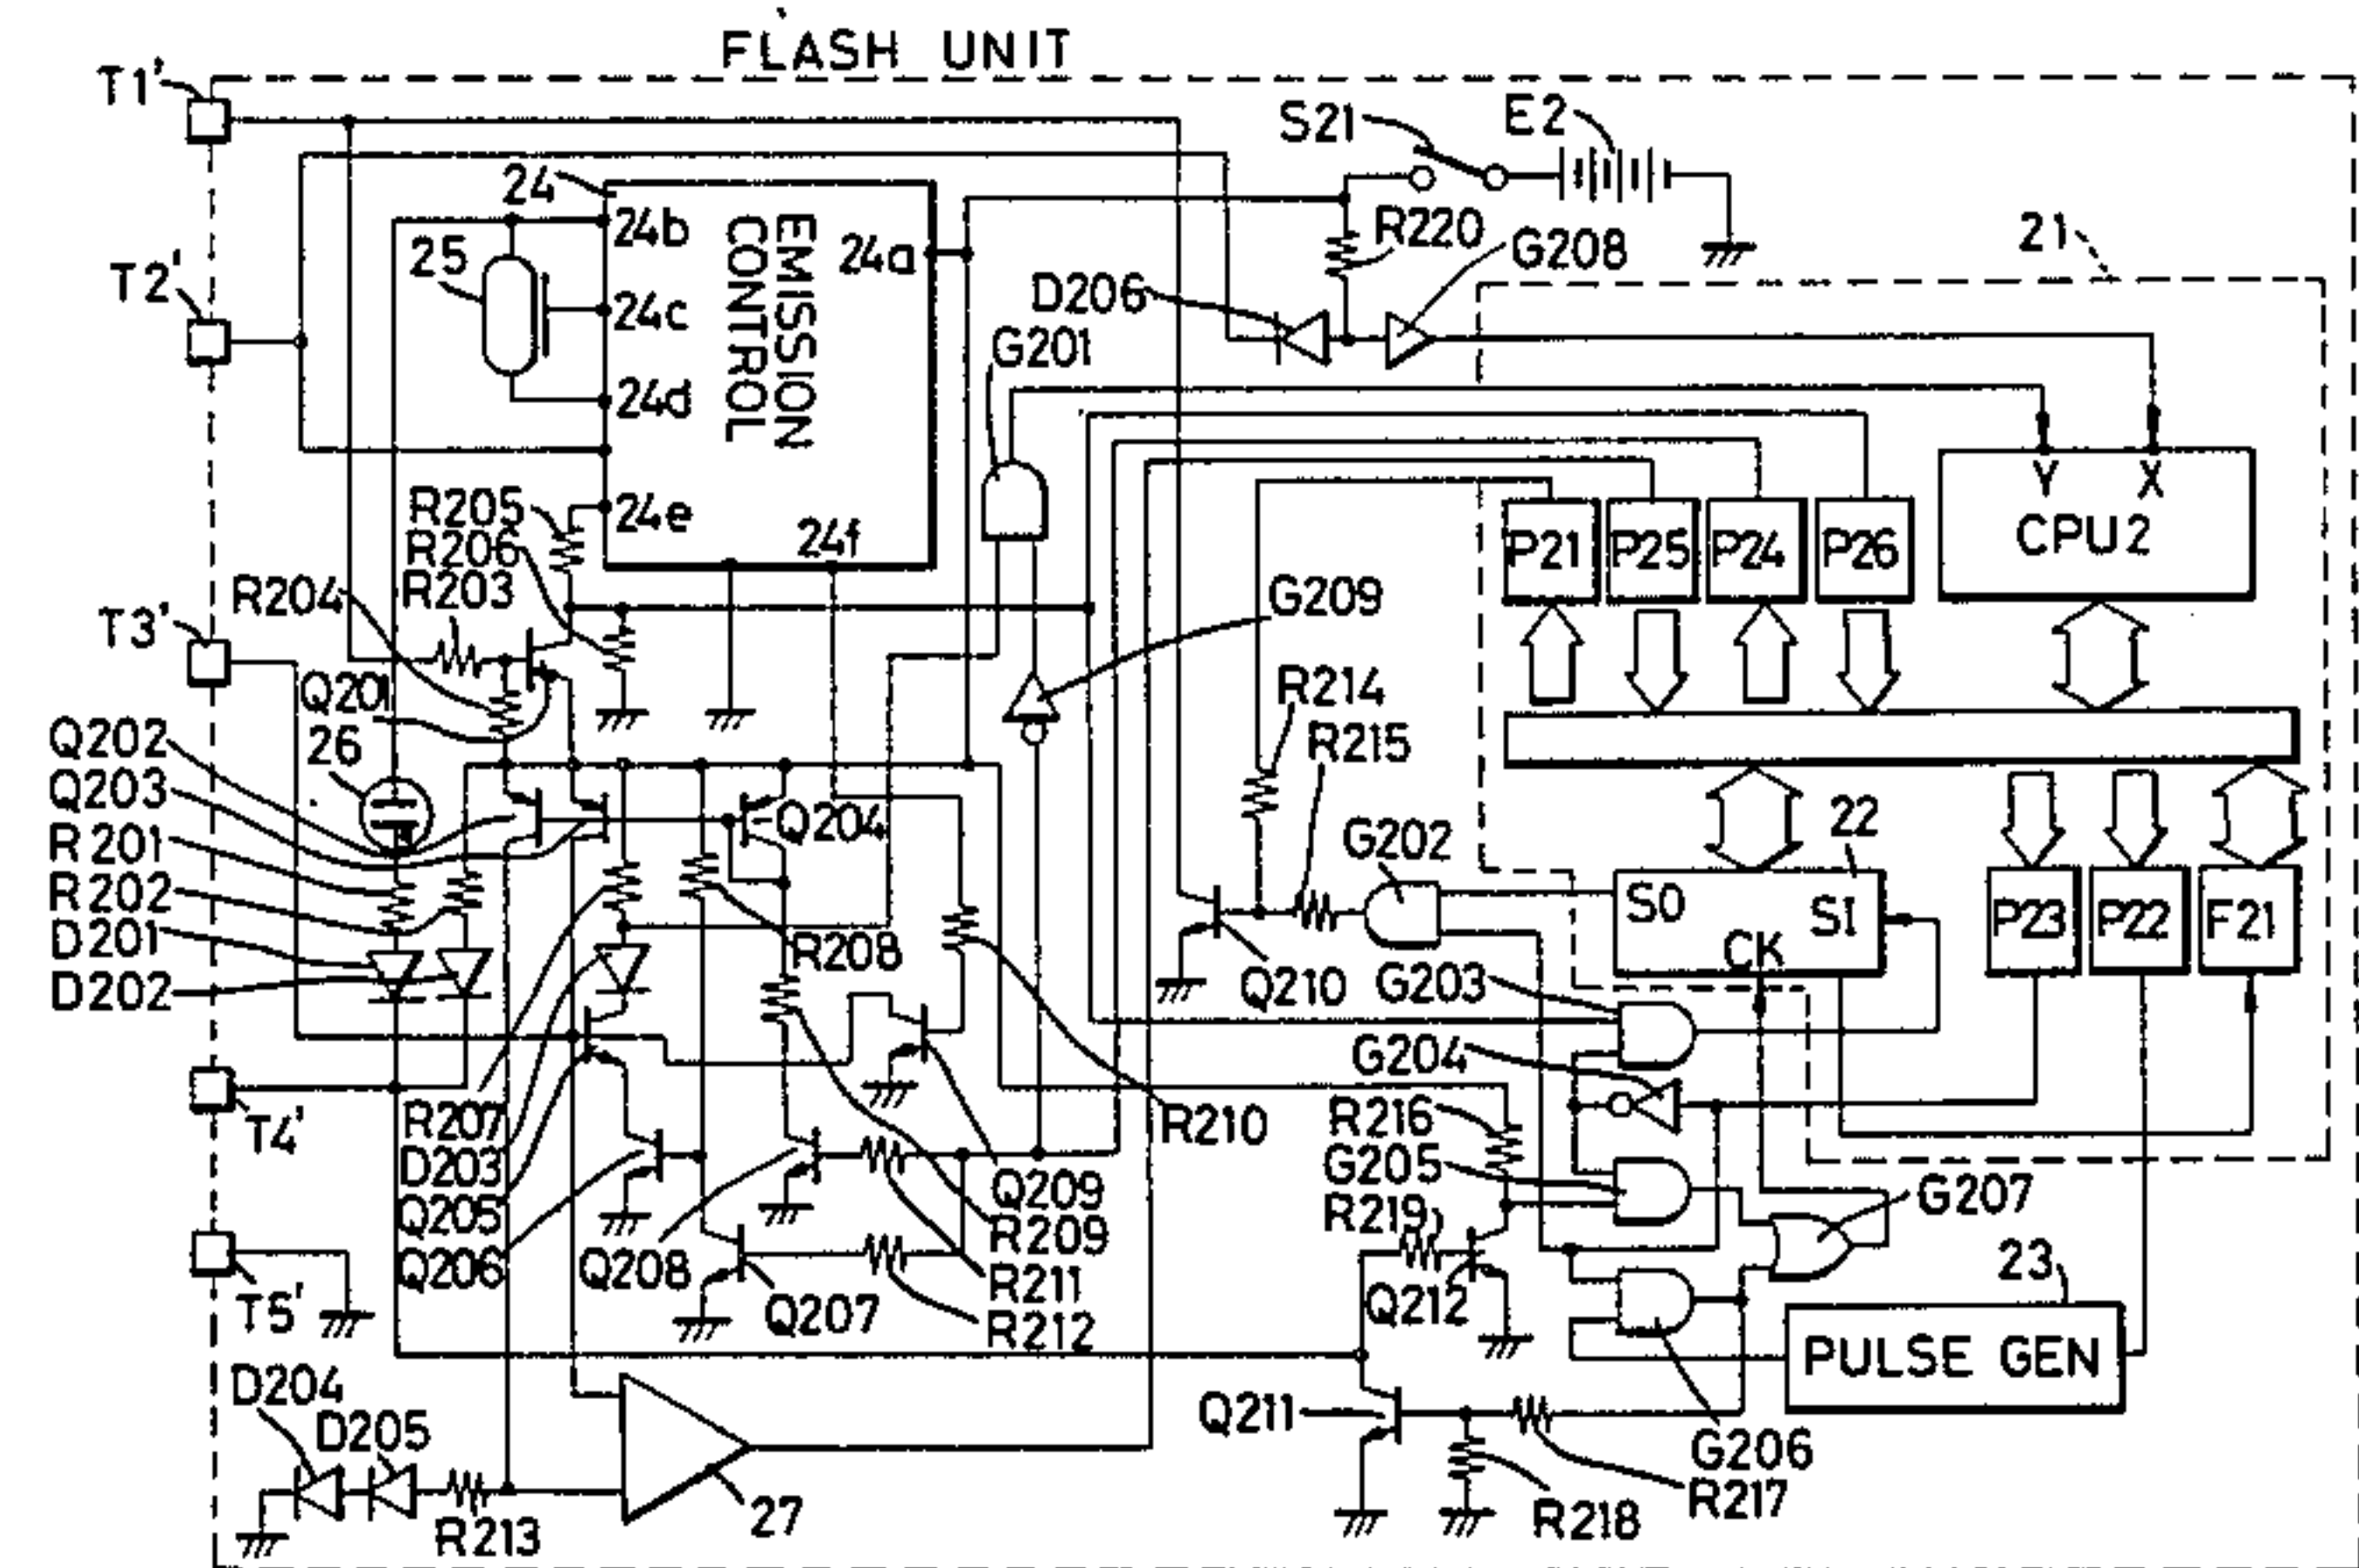 FLASH UNIT
T1'
S21
E2
24
24b
EMISSION CONTROL
24a
R220
G208
21
25
T2'
24c
D206
G201
24d
Y
X
CPU2
R205
24e
24f
P21
P25
P24
P26
R206
R203
R204
T3'
G209
Q201
R214
Q202
26
R215
Q203
Q204
G202
22
R201
R202
SO
SI
CK
P23
P22
F21
D201
R208
D202
Q210
G203
G204
T4'
R207
R210
R216
D203
G205
Q205
Q209
R219
G207
Q206
Q208
R209
23
T5'
R211
Q212
Q207
R212
PULSE GEN
D204
D205
Q211
G206
R217
R213
27
R218